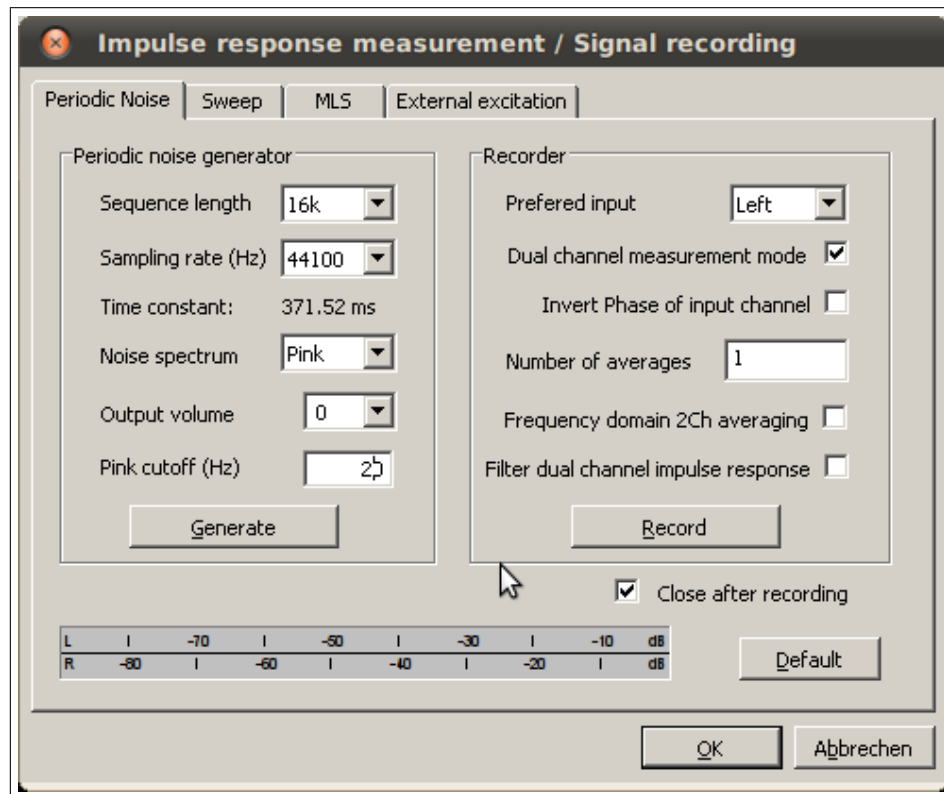 Impulse response measurement / Signal recording
Periodic Noise Sweep MLS External excitation
Periodic noise generator
Sequence length 16k
Sampling rate (Hz) 44100
Time constant: 371.52 ms
Noise spectrum Pink
Output volume 0
Pink cutoff (Hz)
Generate
Recorder
Prefered input Left
Dual channel measurement mode
Invert Phase of input channel
Number of averages 1
Frequency domain 2Ch averaging
Filter dual channel impulse response
Record
Close after recording
L -70 -50 -30 -10 dB
R -80 -60 -40 -20 dB
Default
OK Abbrechen